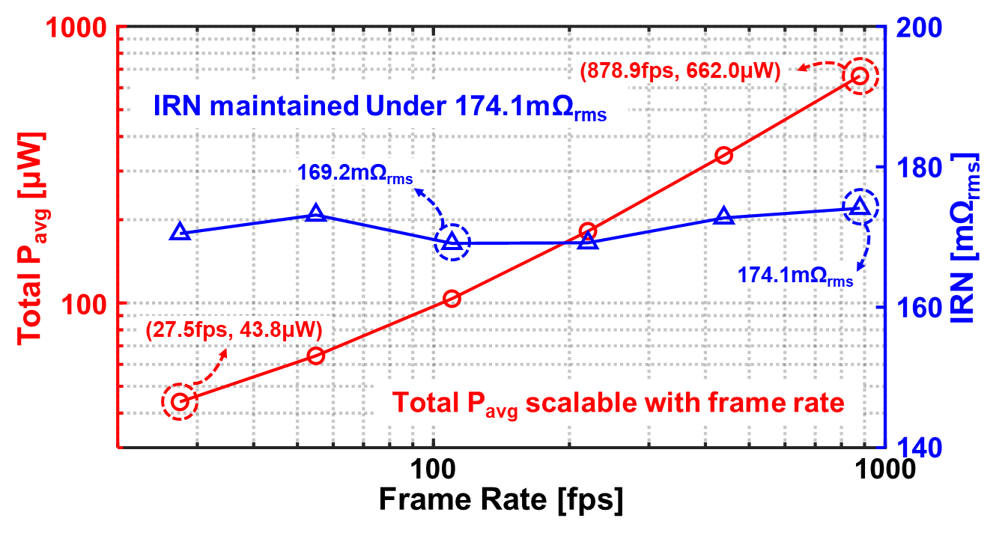 1000
200
(878.9fps, 662.0µW)
IRN maintained Under 174.1mΩrms
169.2mΩrms
180
Total Pavg [µW]
IRN [mΩrms]
174.1mΩrms
100
160
(27.5fps, 43.8µW)
Total Pavg scalable with frame rate
140
100
1000
Frame Rate [fps]